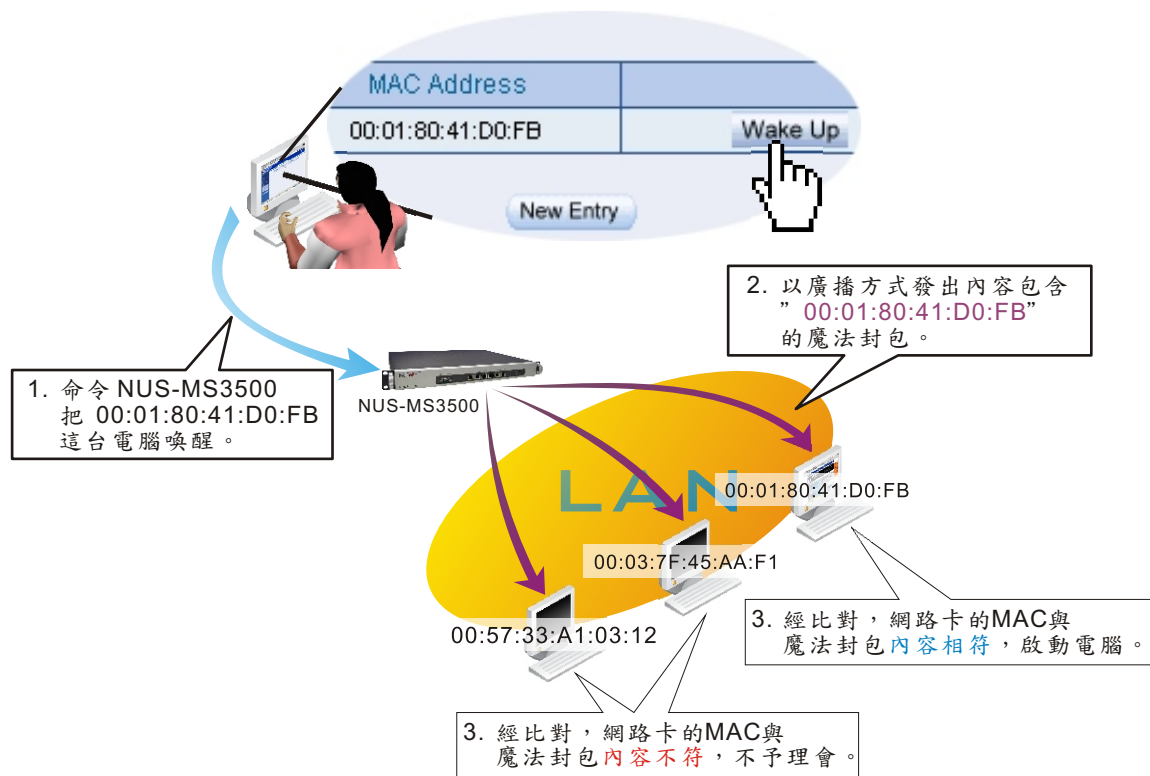 MAC Address
00:01:80:41:D0:FB
Wake Up
New Entry
2. 以廣播方式發出內容包含
" 00:01:80:41:D0:FB"
的魔法封包。
1. 命令 NUS-MS3500
把 00:01:80:41:D0:FB
這台電腦喚醒。
NUS-MS3500
LAN
00:01:80:41:D0:FB
00:03:7F:45:AA:F1
00:57:33:A1:03:12
3. 經比對，網路卡的MAC與
魔法封包內容相符，啟動電腦。
3. 經比對，網路卡的MAC與
魔法封包內容不符，不予理會。